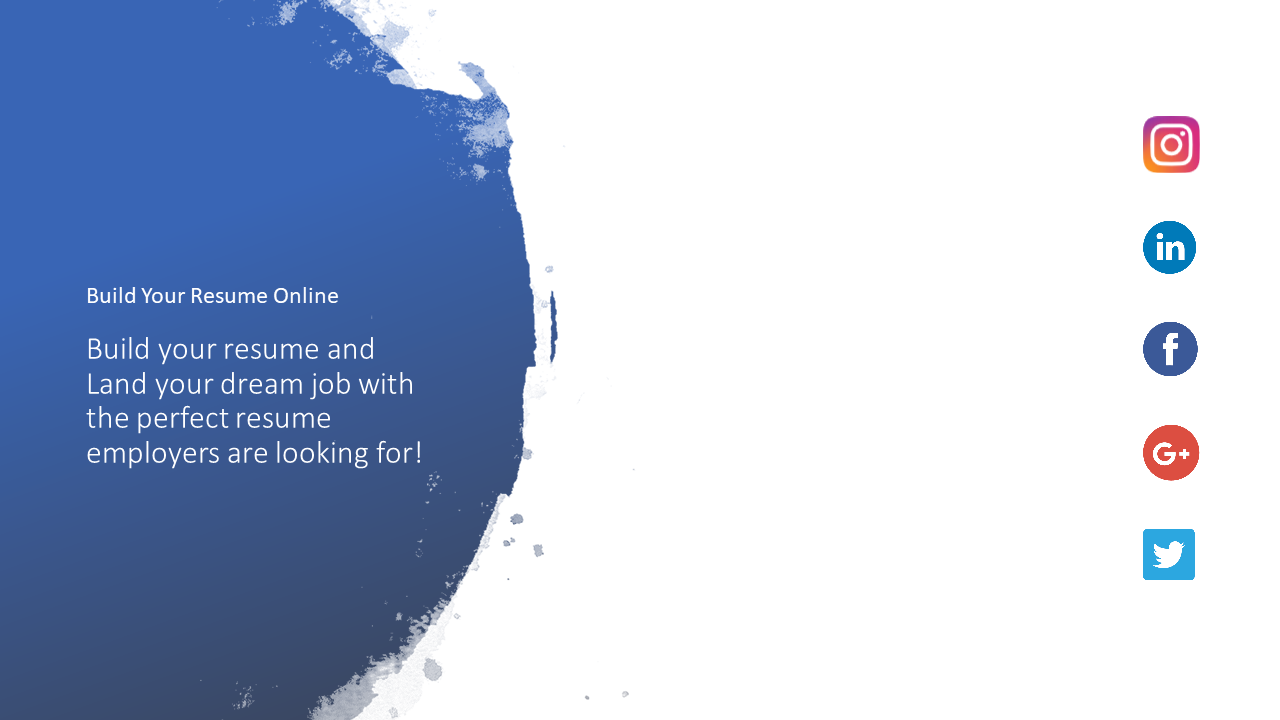 Build Your Resume Online
Build your resume and
Land your dream job with
the perfect resume
employers are looking for!
in
f
G+